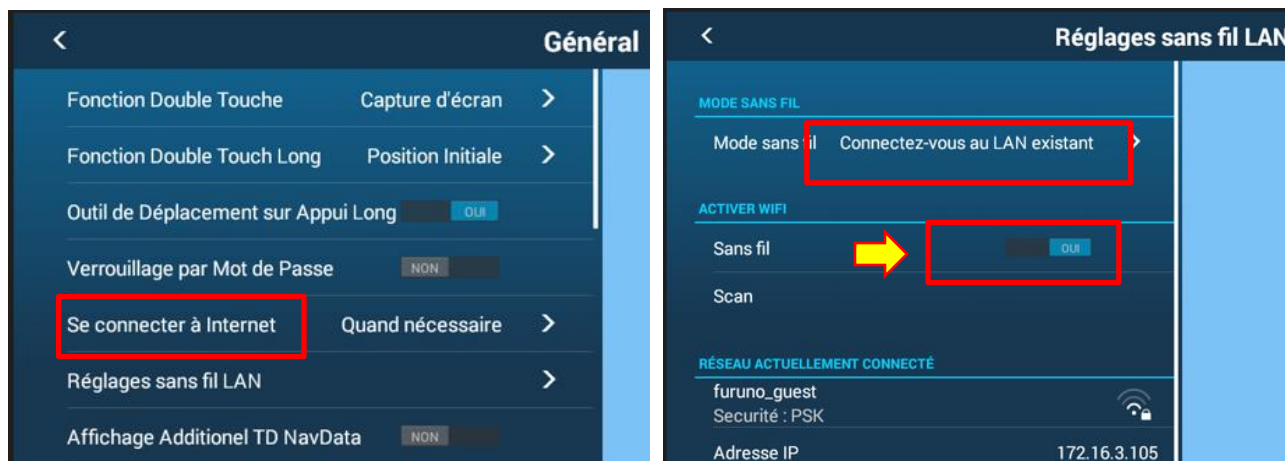 Général
Fonction Double Touche Capture d'écran
Fonction Double Touch Long Position Initiale
Outil de Déplacement sur Appui Long OUI
Verrouillage par Mot de Passe NON
Se connecter à Internet Quand nécessaire
Réglages sans fil LAN
Affichage Additionel TD NavData NON
Réglages sans fil LAN
MODE SANS FIL
Mode sans fil Connectez-vous au LAN existant
ACTIVER WIFI
Sans fil OUI
Scan
RÉSEAU ACTUELLEMENT CONNECTÉ
furuno_guest
Securité : PSK
Adresse IP 172.16.3.105